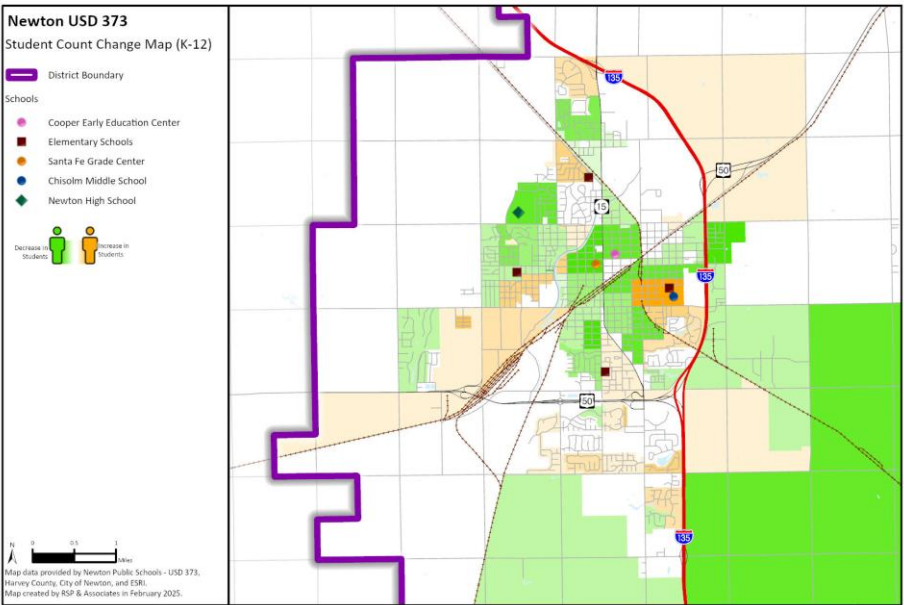 Newton USD 373
Student Count Change Map (K-12)
District Boundary
Schools
Cooper Early Education Center
Elementary Schools
Santa Fe Grade Center
Chisolm Middle School
Newton High School
Decrease in
Students
Increase in
Students
N
0 0.5 1
Miles
Map data provided by Newton Public Schools - USD 373,
Harvey County, City of Newton, and ESRI.
Map created by RSP & Associates in February 2025.
135
50
15
135
50
135